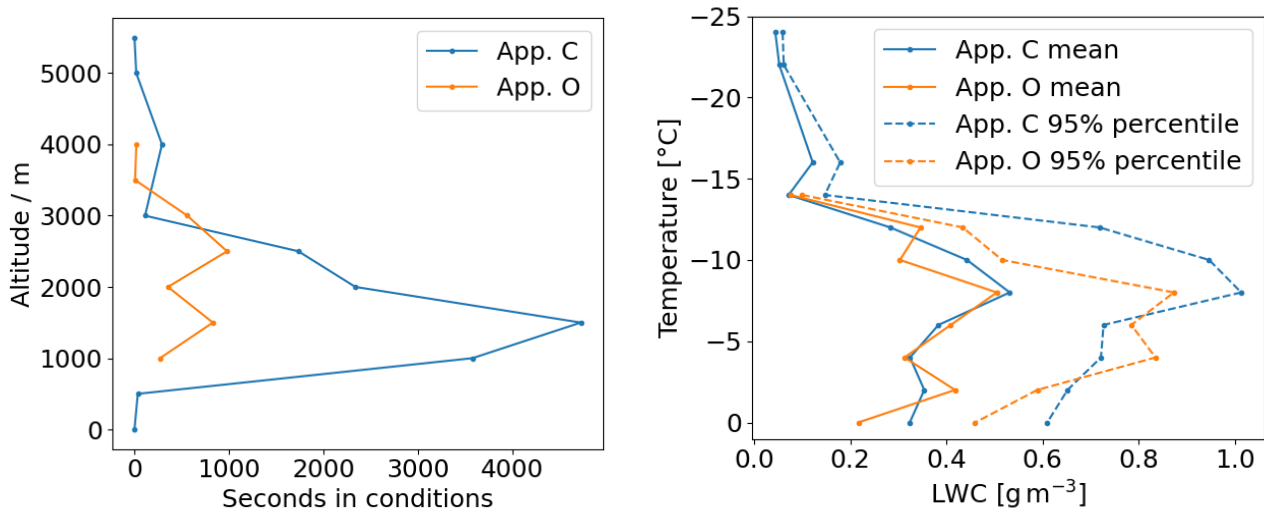 App. C
App. O
5000
4000
3000
2000
1000
0
Altitude / m
0 1000 2000 3000 4000
Seconds in conditions
App. C mean
App. O mean
App. C 95% percentile
App. O 95% percentile
−25
−20
−15
−10
−5
0
Temperature [°C]
0.0 0.2 0.4 0.6 0.8 1.0
LWC [g m⁻³]